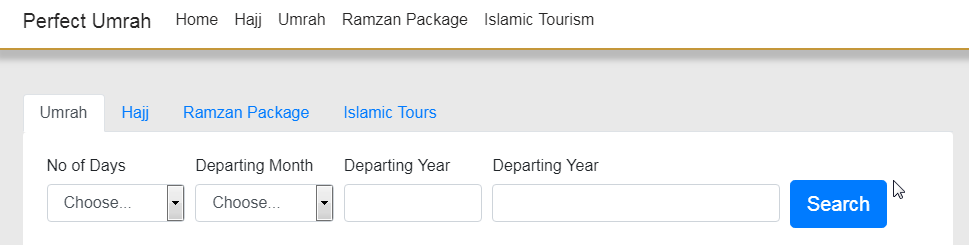 Perfect Umrah Home Hajj Umrah Ramzan Package Islamic Tourism
Umrah Hajj Ramzan Package Islamic Tours
No of Days Departing Month Departing Year Departing Year
Choose... Choose... Search